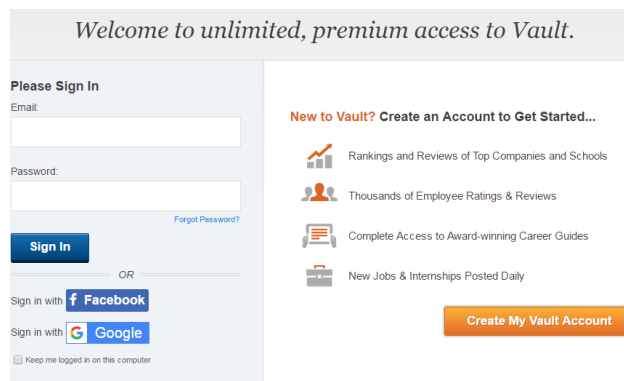 Welcome to unlimited, premium access to Vault.
Please Sign In
Email:
Password:
Forgot Password?
Sign In
OR
Sign in with f Facebook
Sign in with G Google
Keep me logged in on this computer
New to Vault? Create an Account to Get Started...
Rankings and Reviews of Top Companies and Schools
Thousands of Employee Ratings & Reviews
Complete Access to Award-winning Career Guides
New Jobs & Internships Posted Daily
Create My Vault Account